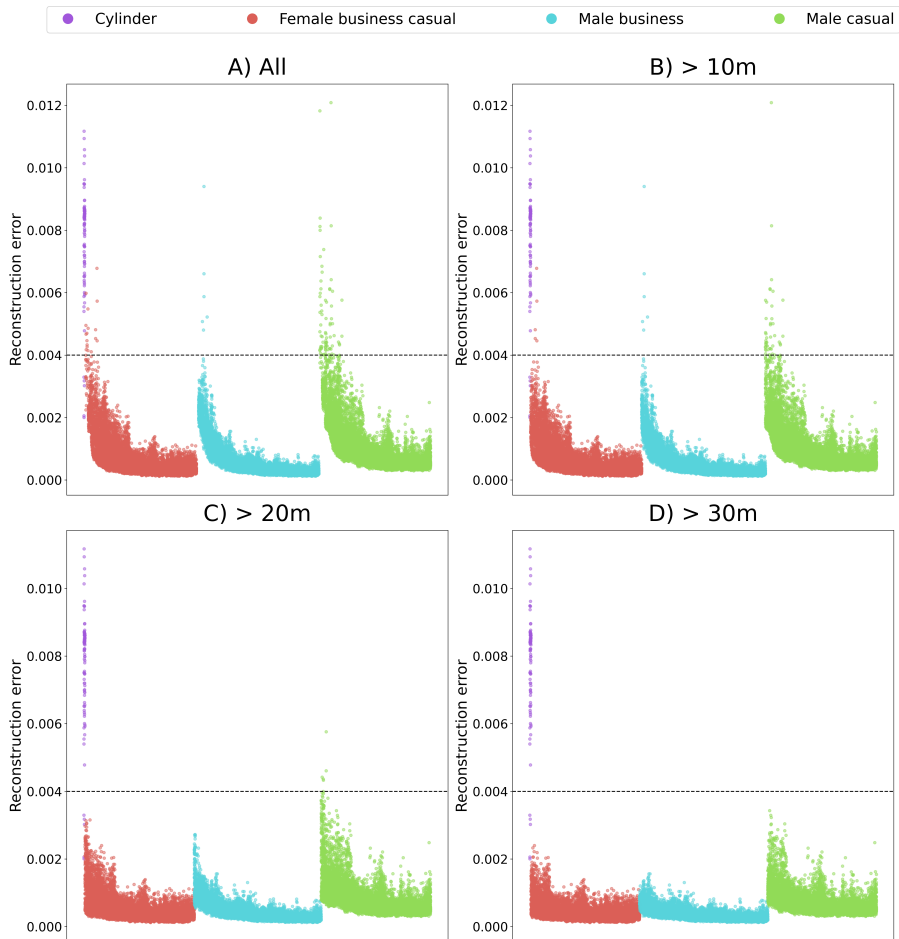 Cylinder Female business casual Male business Male casual
A) All
B) > 10m
Reconstruction error
0.012
0.010
0.008
0.006
0.004
0.002
0.000
Reconstruction error
0.012
0.010
0.008
0.006
0.004
0.002
0.000
C) > 20m
D) > 30m
Reconstruction error
0.010
0.008
0.006
0.004
0.002
0.000
Reconstruction error
0.010
0.008
0.006
0.004
0.002
0.000